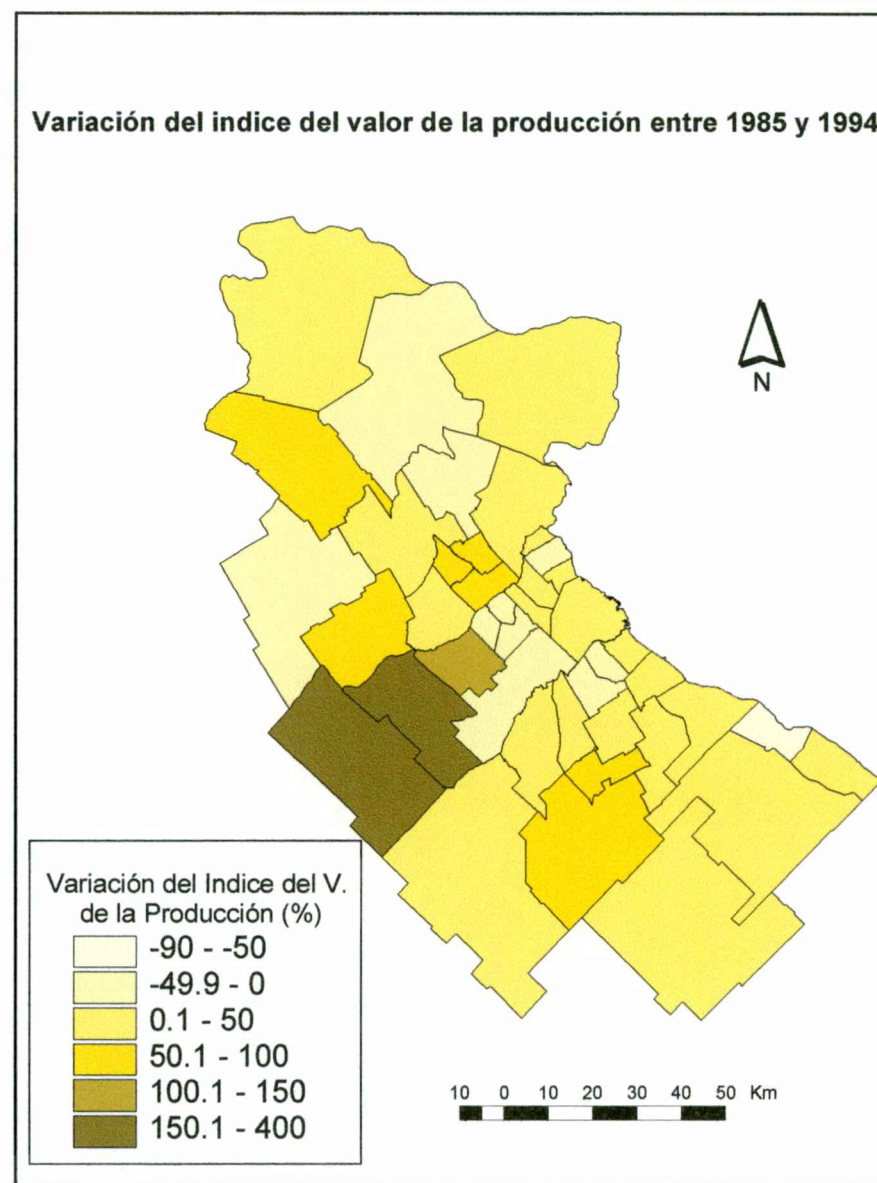 Variación del indice del valor de la producción entre 1985 y 1994
N
Variación del Indice del V.
de la Producción (%)
-90 - -50
-49.9 - 0
0.1 - 50
50.1 - 100
100.1 - 150
150.1 - 400
10 0 10 20 30 40 50 Km